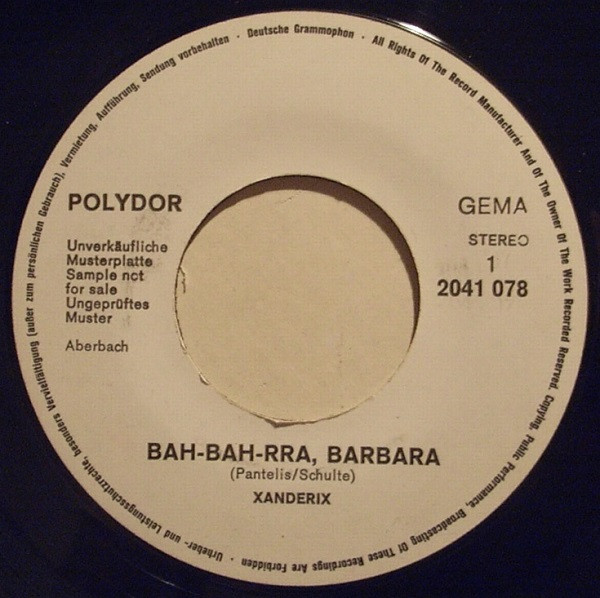 Urheber- und Leistungsschutzrechte, besonders Vervielfältigung (außer zum persönlichen Gebrauch), Vermietung, Aufführung, Sendung vorbehalten · Deutsche Grammophon · All Rights Of The Record Manufacturer And Of The Owner Of The Work Recorded Reserved. Copying, Public Performance, Broadcasting Of These Recordings Are Forbidden ·
POLYDOR
GEMA
Unverkäufliche
Musterplatte
Sample not
for sale
Ungeprüftes
Muster
STEREO
1
2041 078
Aberbach
BAH-BAH-RRA, BARBARA
(Pantelis/Schulte)
XANDERIX